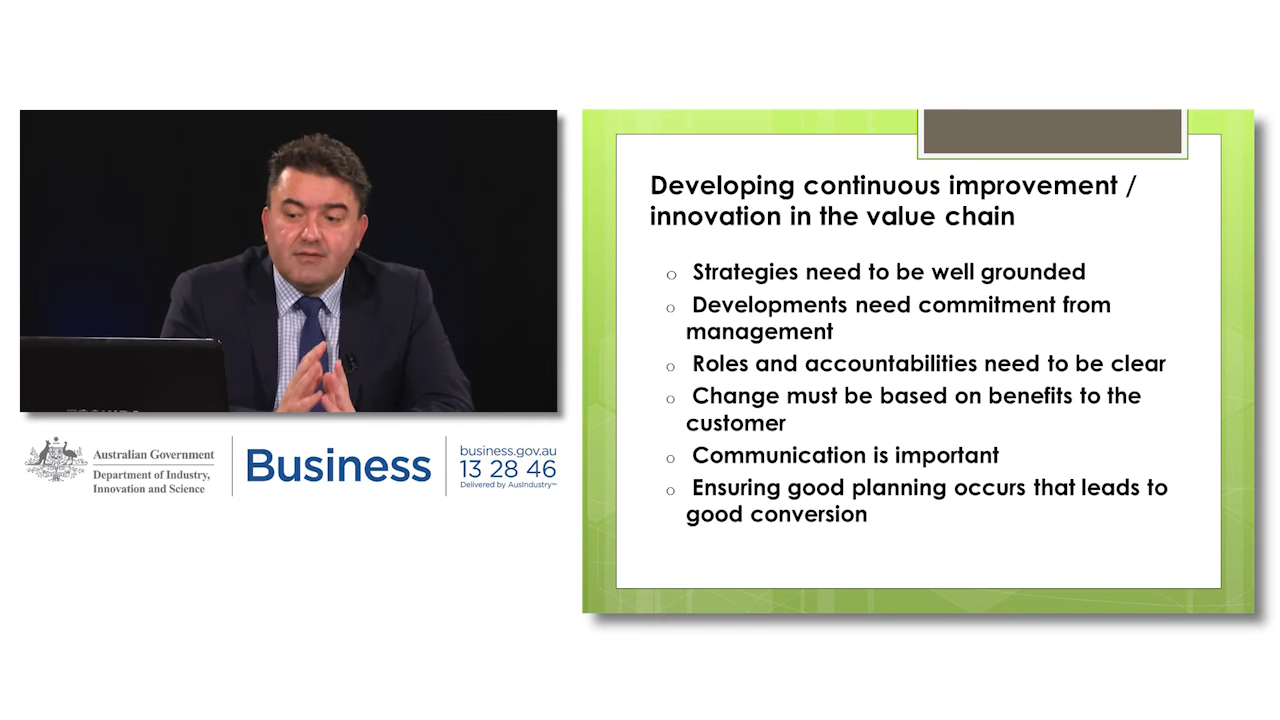 Australian Government
Department of Industry,
Innovation and Science
Business
business.gov.au
13 28 46
Delivered by AusIndustry™
Developing continuous improvement /
innovation in the value chain
o Strategies need to be well grounded
o Developments need commitment from
management
o Roles and accountabilities need to be clear
o Change must be based on benefits to the
customer
o Communication is important
o Ensuring good planning occurs that leads to
good conversion